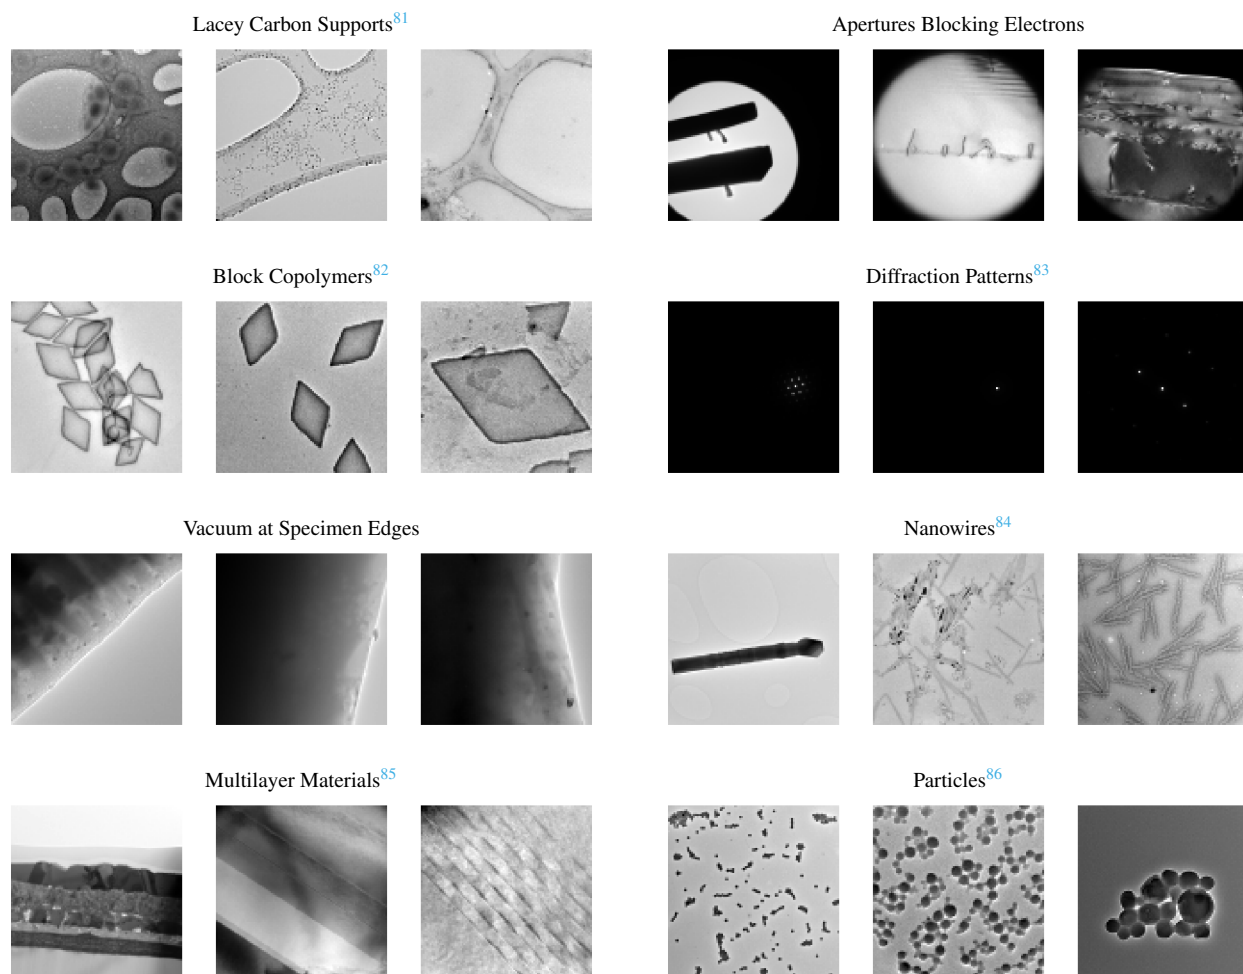 Lacey Carbon Supports81
Apertures Blocking Electrons
Block Copolymers82
Diffraction Patterns83
Vacuum at Specimen Edges
Nanowires84
Multilayer Materials85
Particles86